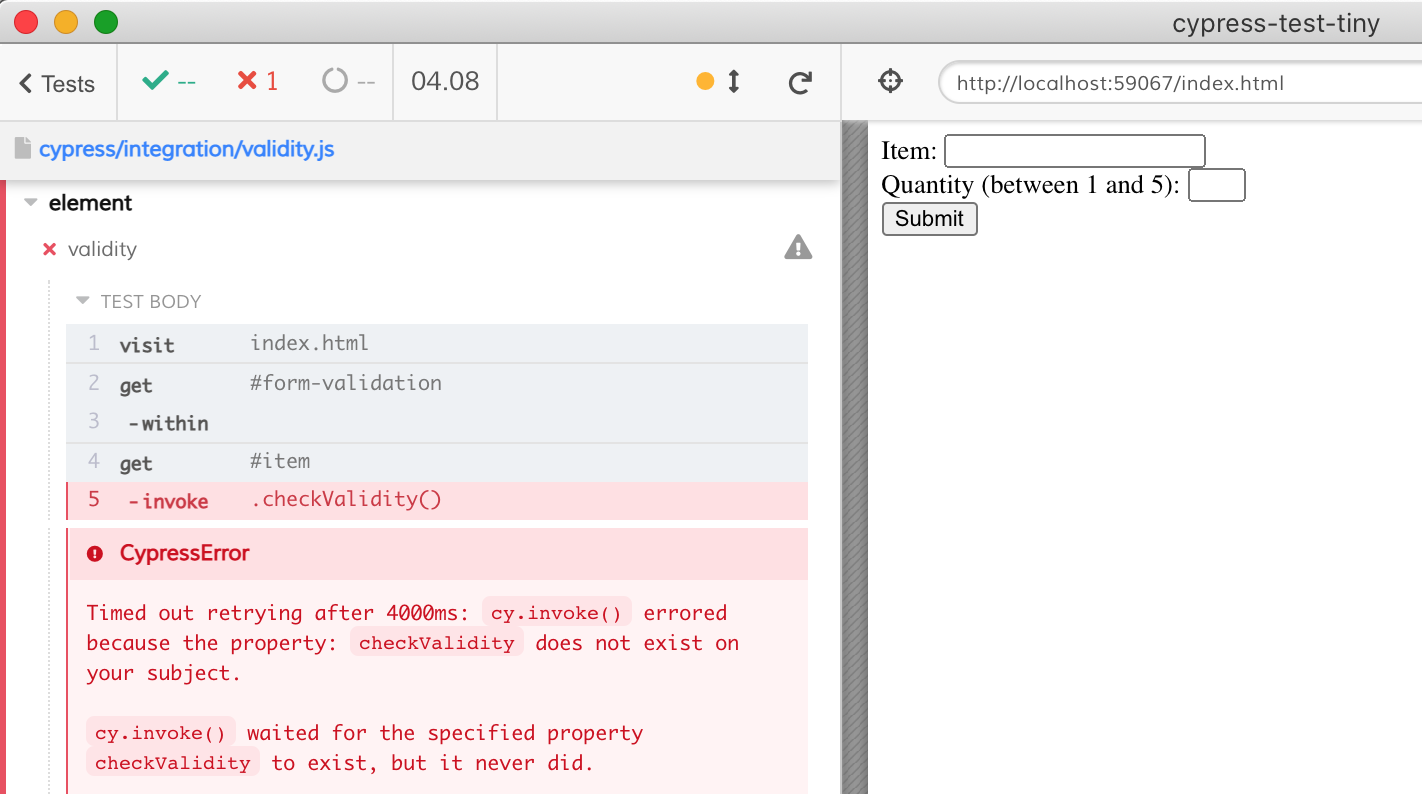 cypress-test-tiny
Tests -- 1 -- 04.08
http://localhost:59067/index.html
cypress/integration/validity.js
element
validity
TEST BODY
1 visit index.html
2 get #form-validation
3 -within
4 get #item
5 -invoke .checkValidity()
CypressError
Timed out retrying after 4000ms: cy.invoke() errored
because the property: checkValidity does not exist on
your subject.
cy.invoke() waited for the specified property
checkValidity to exist, but it never did.
Item:
Quantity (between 1 and 5):
Submit